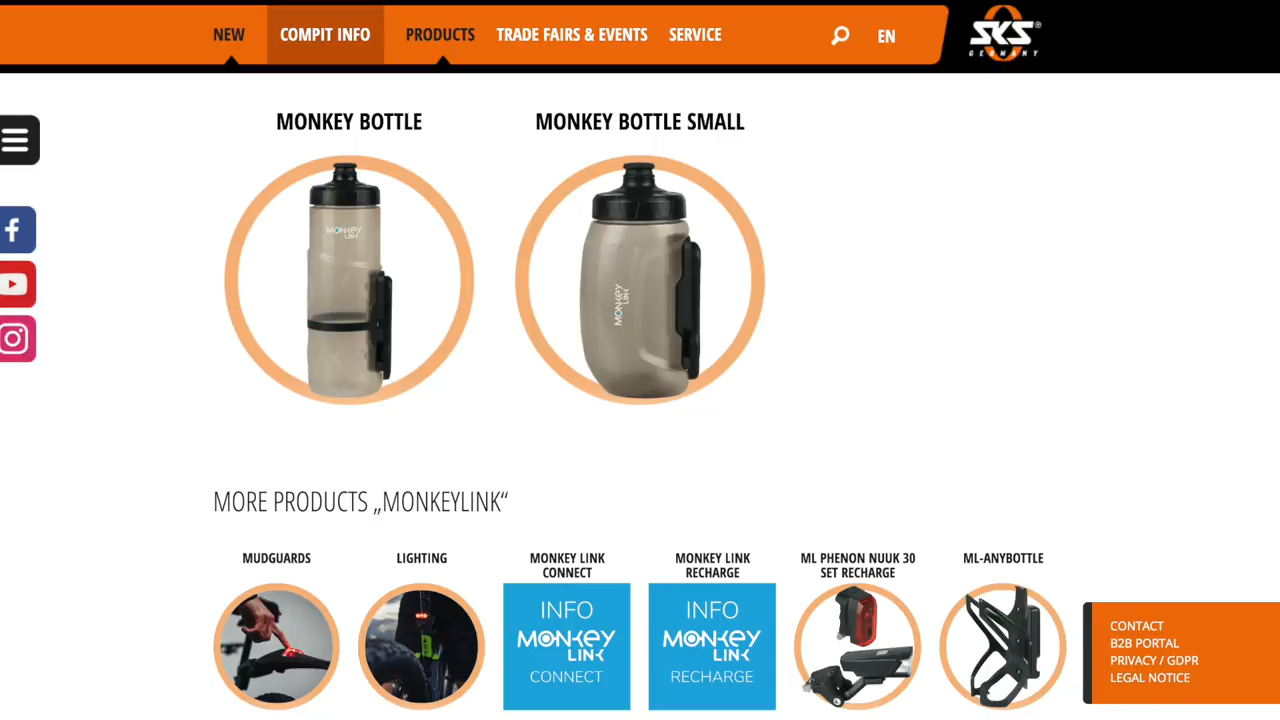 NEW
COMPIT INFO
PRODUCTS
TRADE FAIRS & EVENTS
SERVICE
EN
SKS®
GERMANY
MONKEY BOTTLE
MONKEY BOTTLE SMALL
MONKEY
LINK
MONKEY
LINK
MORE PRODUCTS „MONKEYLINK“
MUDGUARDS
LIGHTING
MONKEY LINK
CONNECT
MONKEY LINK
RECHARGE
ML PHENON NUUK 30
SET RECHARGE
ML-ANYBOTTLE
INFO
MONKEY
LINK
CONNECT
INFO
MONKEY
LINK
RECHARGE
CONTACT
B2B PORTAL
PRIVACY / GDPR
LEGAL NOTICE